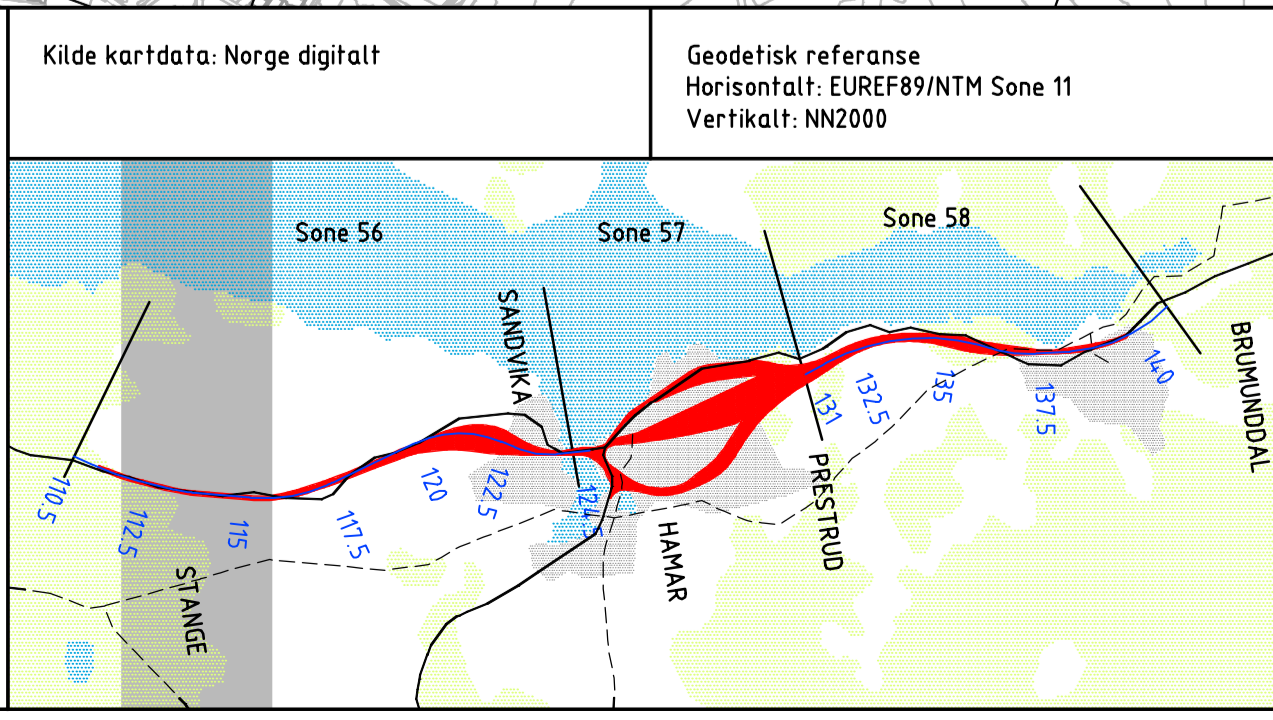 Kilde kartdata: Norge digitalt
Geodetisk referanse
Horisontalt: EUREF89/NTM Sone 11
Vertikalt: NN2000
Sone 56
Sone 57
Sone 58
SANDVIKA
BRUMUNDDAL
PRESTRUD
HAMAR
STANGE
110.5
112.5
115
117.5
120
122.5
124.5
131
132.5
135
137.5
140